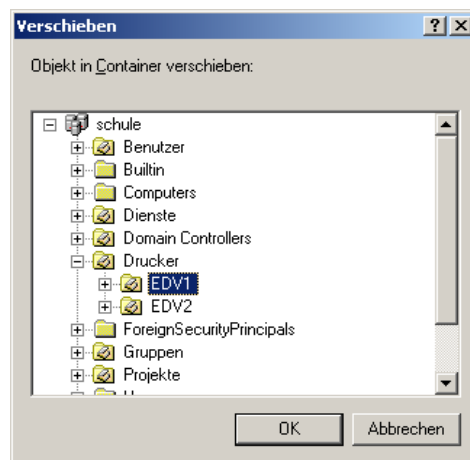 Verschieben
Objekt in Container verschieben:
schule
Benutzer
Builtin
Computers
Dienste
Domain Controllers
Drucker
EDV1
EDV2
ForeignSecurityPrincipals
Gruppen
Projekte
OK Abbrechen